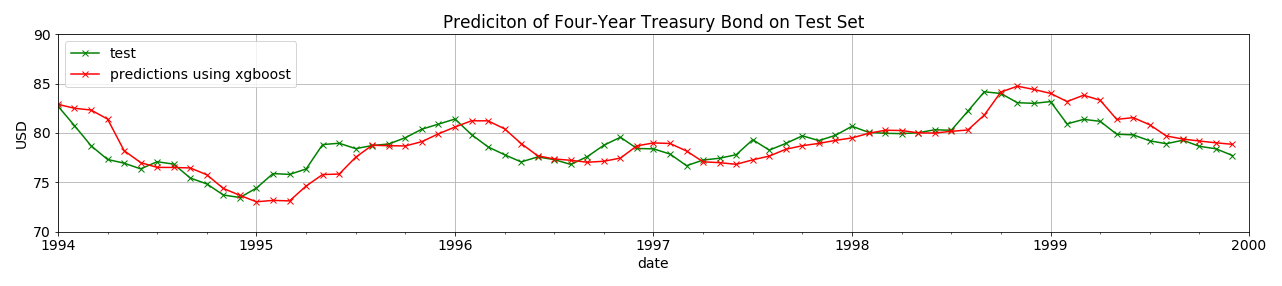 Prediciton of Four-Year Treasury Bond on Test Set
90
85
80
75
70
USD
test
predictions using xgboost
1994 1995 1996 1997 1998 1999 2000
date